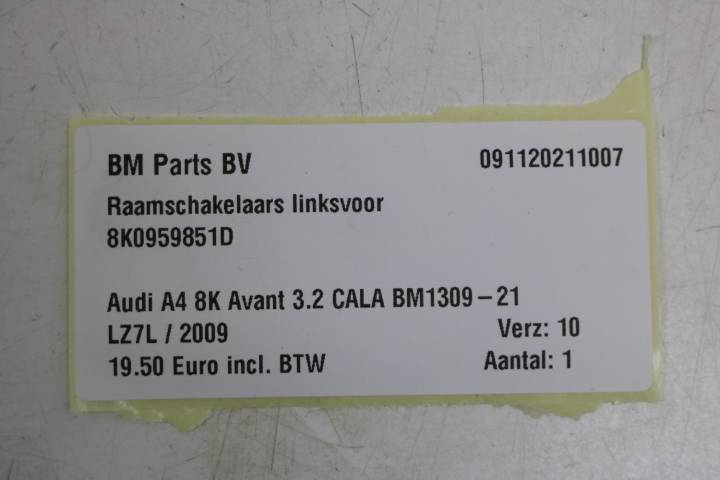 BM Parts BV 091120211007
Raamschakelaars linksvoor
8K0959851D
Audi A4 8K Avant 3.2 CALA BM1309-21
LZ7L / 2009 Verz: 10
19.50 Euro incl. BTW Aantal: 1